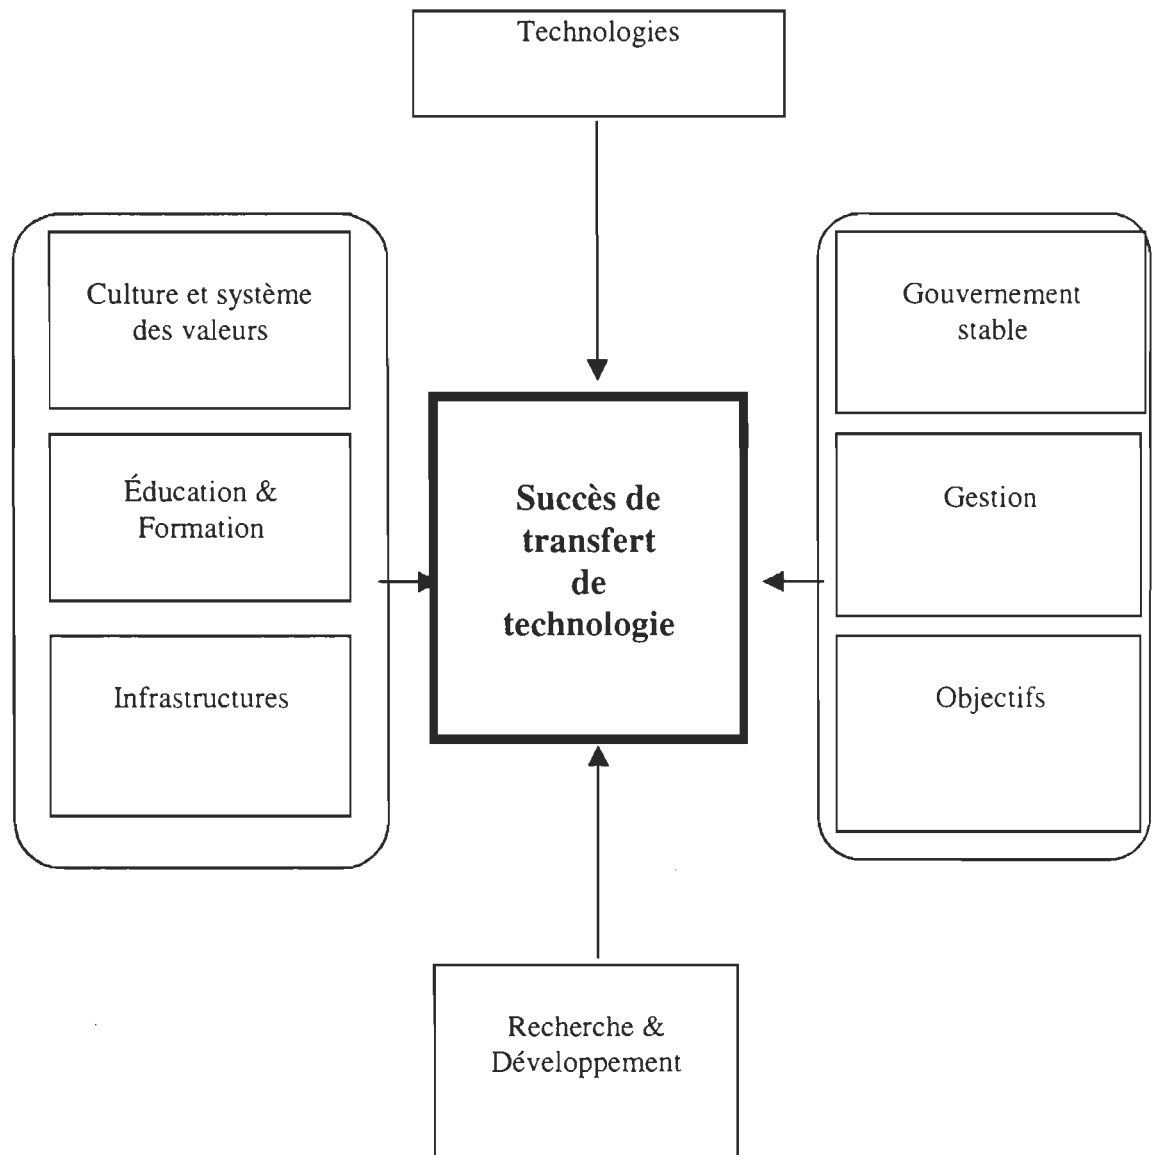 Technologies
Culture et système
des valeurs
Éducation &
Formation
Infrastructures
Succès de
transfert
de
technologie
Gouvernement
stable
Gestion
Objectifs
Recherche &
Développement